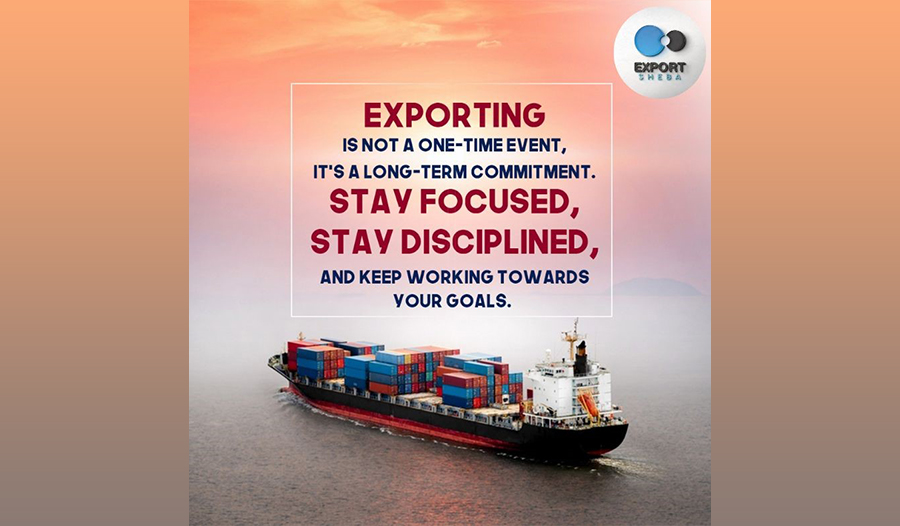 EXPORT
SHEBA
EXPORTING
IS NOT A ONE-TIME EVENT,
IT'S A LONG-TERM COMMITMENT.
STAY FOCUSED,
STAY DISCIPLINED,
AND KEEP WORKING TOWARDS
YOUR GOALS.